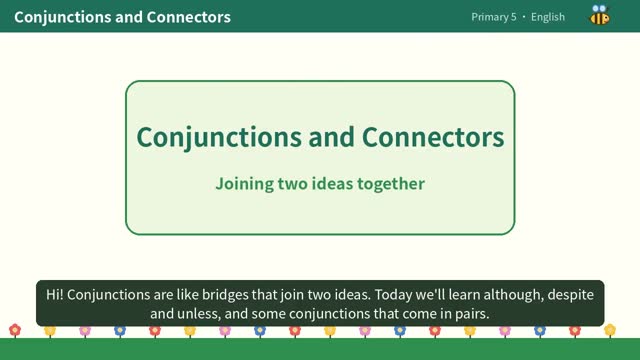 Conjunctions and Connectors
Primary 5 · English
Conjunctions and Connectors
Joining two ideas together
Hi! Conjunctions are like bridges that join two ideas. Today we'll learn although, despite
and unless, and some conjunctions that come in pairs.